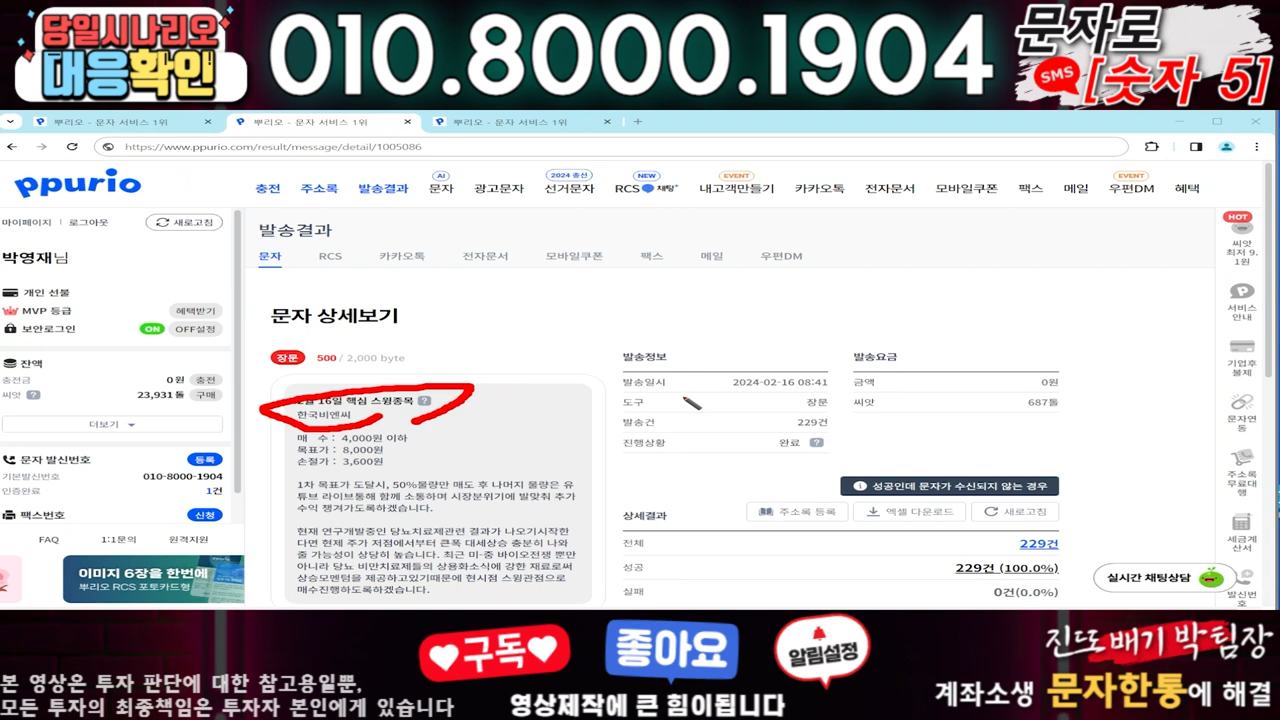 당일시나리오
대응확인
010.8000.1904
문자로
SMS [숫자 5]
뿌리오 - 문자 서비스 1위
뿌리오 - 문자 서비스 1위
뿌리오 - 문자 서비스 1위
https://www.ppurio.com/result/message/detail/1005086
ppurio
충전 주소록 발송결과 AI 문자 광고문자 2024 총선 선거문자 NEW RCS 채팅+ EVENT 내고객만들기 카카오톡 전자문서 모바일쿠폰 팩스 메일 EVENT 우편DM 혜택
마이페이지 | 로그아웃 새로고침
박영재님
개인 선불
MVP 등급 혜택받기
보안로그인 ON OFF설정
잔액
충전금 0원 충전
씨앗 ? 23,931톨 구매
더보기
문자 발신번호 등록
기본발신번호 010-8000-1904
인증완료 1건
팩스번호 신청
FAQ 1:1문의 원격지원
이미지 6장을 한번에
뿌리오 RCS 포토카드형
발송결과
문자 RCS 카카오톡 전자문서 모바일쿠폰 팩스 메일 우편DM
문자 상세보기
장문 500 / 2,000 byte
2월 16일 핵심 스윙종목 ?
한국비엔씨
매 수 : 4,000원 이하
목표가 : 8,000원
손절가 : 3,600원
1차 목표가 도달시, 50%물량만 매도 후 나머지 물량은 유
튜브 라이브통해 함께 소통하며 시장분위기에 발맞춰 추가
수익 챙겨가도록하겠습니다.
현재 연구개발중인 당뇨치료제관련 결과가 나오기시작한
다면 현제 주가 저점에서부터 큰폭 대세상승 충분히 나와
줄 가능성이 상당히 높습니다. 최근 미-중 바이오전쟁 뿐만
아니라 당뇨 비만치료제들의 상용화소식에 강한 재료로써
상승모멘텀을 제공하고있기때문에 현시점 스윙관점으로
매수진행하도록하겠습니다.
발송정보
발송일시 2024-02-16 08:41
도구 장문
발송건 229건
진행상황 완료 ?
발송요금
금액 0원
씨앗 687톨
성공인데 문자가 수신되지 않는 경우
상세결과 주소록 등록 엑셀 다운로드 새로고침
전체 229건
성공 229건 (100.0%)
실패 0건(0.0%)
HOT
씨앗
최저 9.
1원
서비스
안내
기업후
불제
문자연
동
주소록
무료대
행
세금계
산서
발신번
호
실시간 채팅상담
구독
좋아요
알림설정
영상제작에 큰 힘이됩니다
본 영상은 투자 판단에 대한 참고용일뿐,
모든 투자의 최종책임은 투자자 본인에게 있습니다
진또배기 박팀장
계좌소생 문자한통에 해결